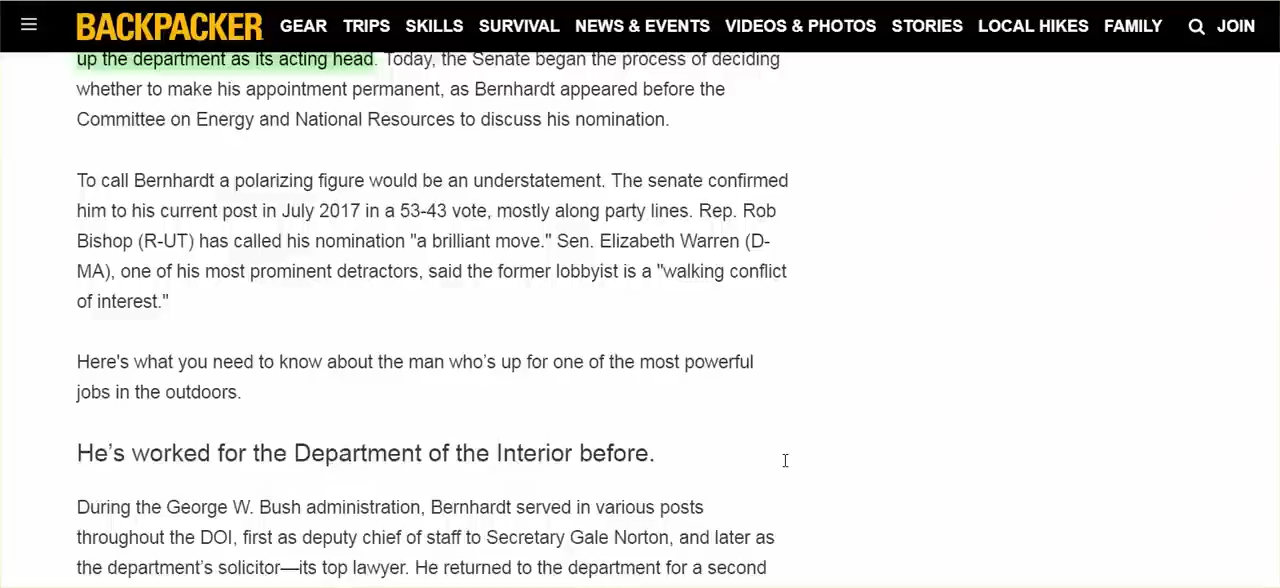 BACKPACKER GEAR TRIPS SKILLS SURVIVAL NEWS & EVENTS VIDEOS & PHOTOS STORIES LOCAL HIKES FAMILY JOIN
up the department as its acting head. Today, the Senate began the process of deciding
whether to make his appointment permanent, as Bernhardt appeared before the
Committee on Energy and National Resources to discuss his nomination.
To call Bernhardt a polarizing figure would be an understatement. The senate confirmed
him to his current post in July 2017 in a 53-43 vote, mostly along party lines. Rep. Rob
Bishop (R-UT) has called his nomination "a brilliant move." Sen. Elizabeth Warren (D-
MA), one of his most prominent detractors, said the former lobbyist is a "walking conflict
of interest."
Here's what you need to know about the man who’s up for one of the most powerful
jobs in the outdoors.
He’s worked for the Department of the Interior before.
During the George W. Bush administration, Bernhardt served in various posts
throughout the DOI, first as deputy chief of staff to Secretary Gale Norton, and later as
the department’s solicitor—its top lawyer. He returned to the department for a second